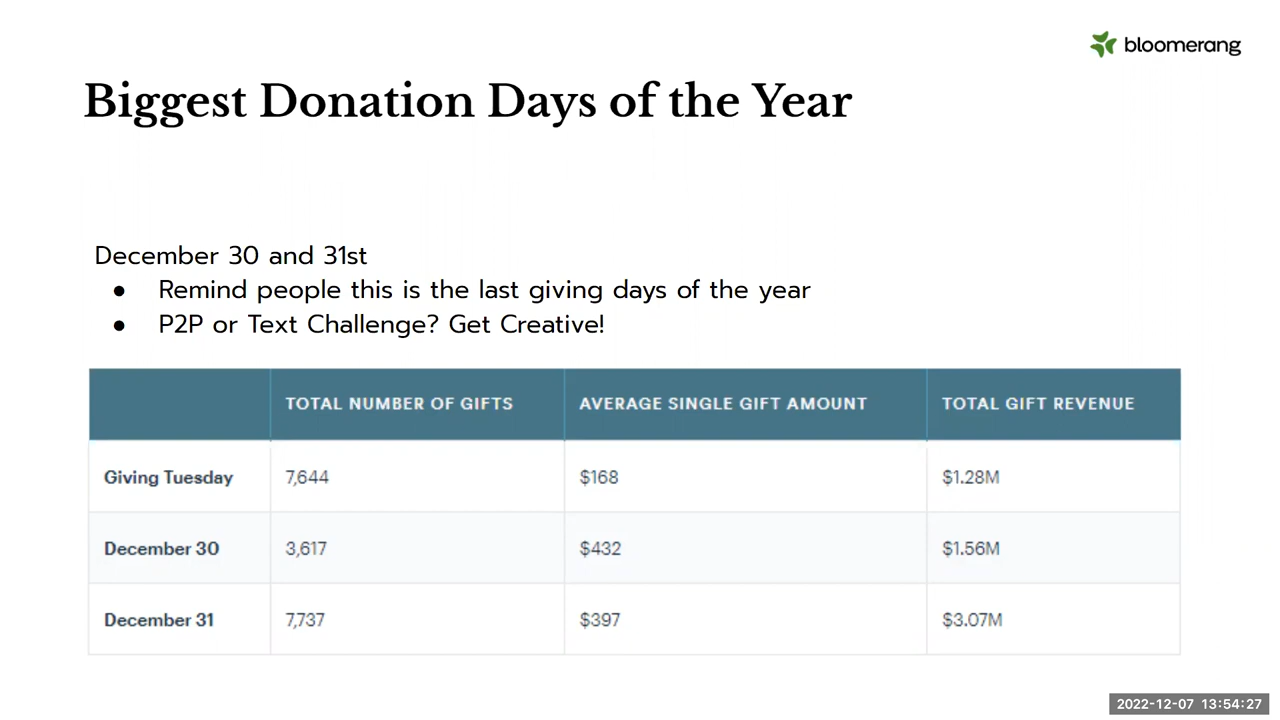 bloomerang
Biggest Donation Days of the Year
December 30 and 31st
● Remind people this is the last giving days of the year
● P2P or Text Challenge? Get Creative!
TOTAL NUMBER OF GIFTS AVERAGE SINGLE GIFT AMOUNT TOTAL GIFT REVENUE
Giving Tuesday 7,644 $168 $1.28M
December 30 3,617 $432 $1.56M
December 31 7,737 $397 $3.07M
2022-12-07 13:54:27